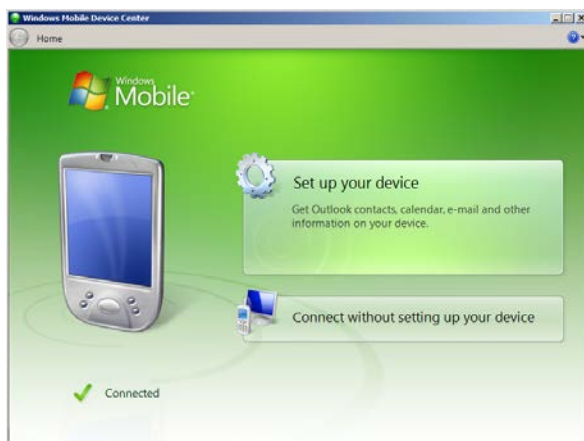 Windows Mobile Device Center
Home
Windows
Mobile
Set up your device
Get Outlook contacts, calendar, e-mail and other
information on your device.
Connect without setting up your device
Connected